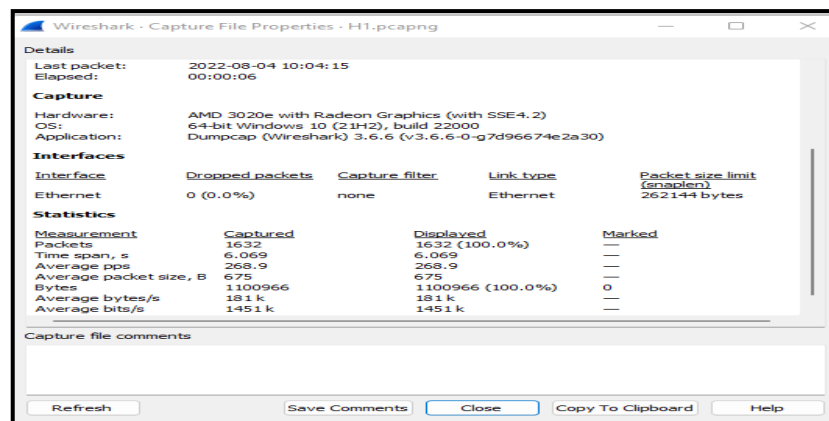 Wireshark - Capture File Properties - H1.pcapng
Details
Last packet: 2022-08-04 10:04:15
Elapsed: 00:00:06
Capture
Hardware: AMD 3020e with Radeon Graphics (with SSE4.2)
OS: 64-bit Windows 10 (21H2), build 22000
Application: Dumpcap (Wireshark) 3.6.6 (v3.6.6-0-g7d96674e2a30)
Interfaces
Interface Dropped packets Capture filter Link type Packet size limit (snaplen)
Ethernet 0 (0.0%) none Ethernet 262144 bytes
Statistics
Measurement Captured Displayed Marked
Packets 1632 1632 (100.0%) —
Time span, s 6.069 6.069 —
Average pps 268.9 268.9 —
Average packet size, B 675 675 —
Bytes 1100966 1100966 (100.0%) 0
Average bytes/s 181 k 181 k —
Average bits/s 1451 k 1451 k —
Capture file comments
Refresh Save Comments Close Copy To Clipboard Help